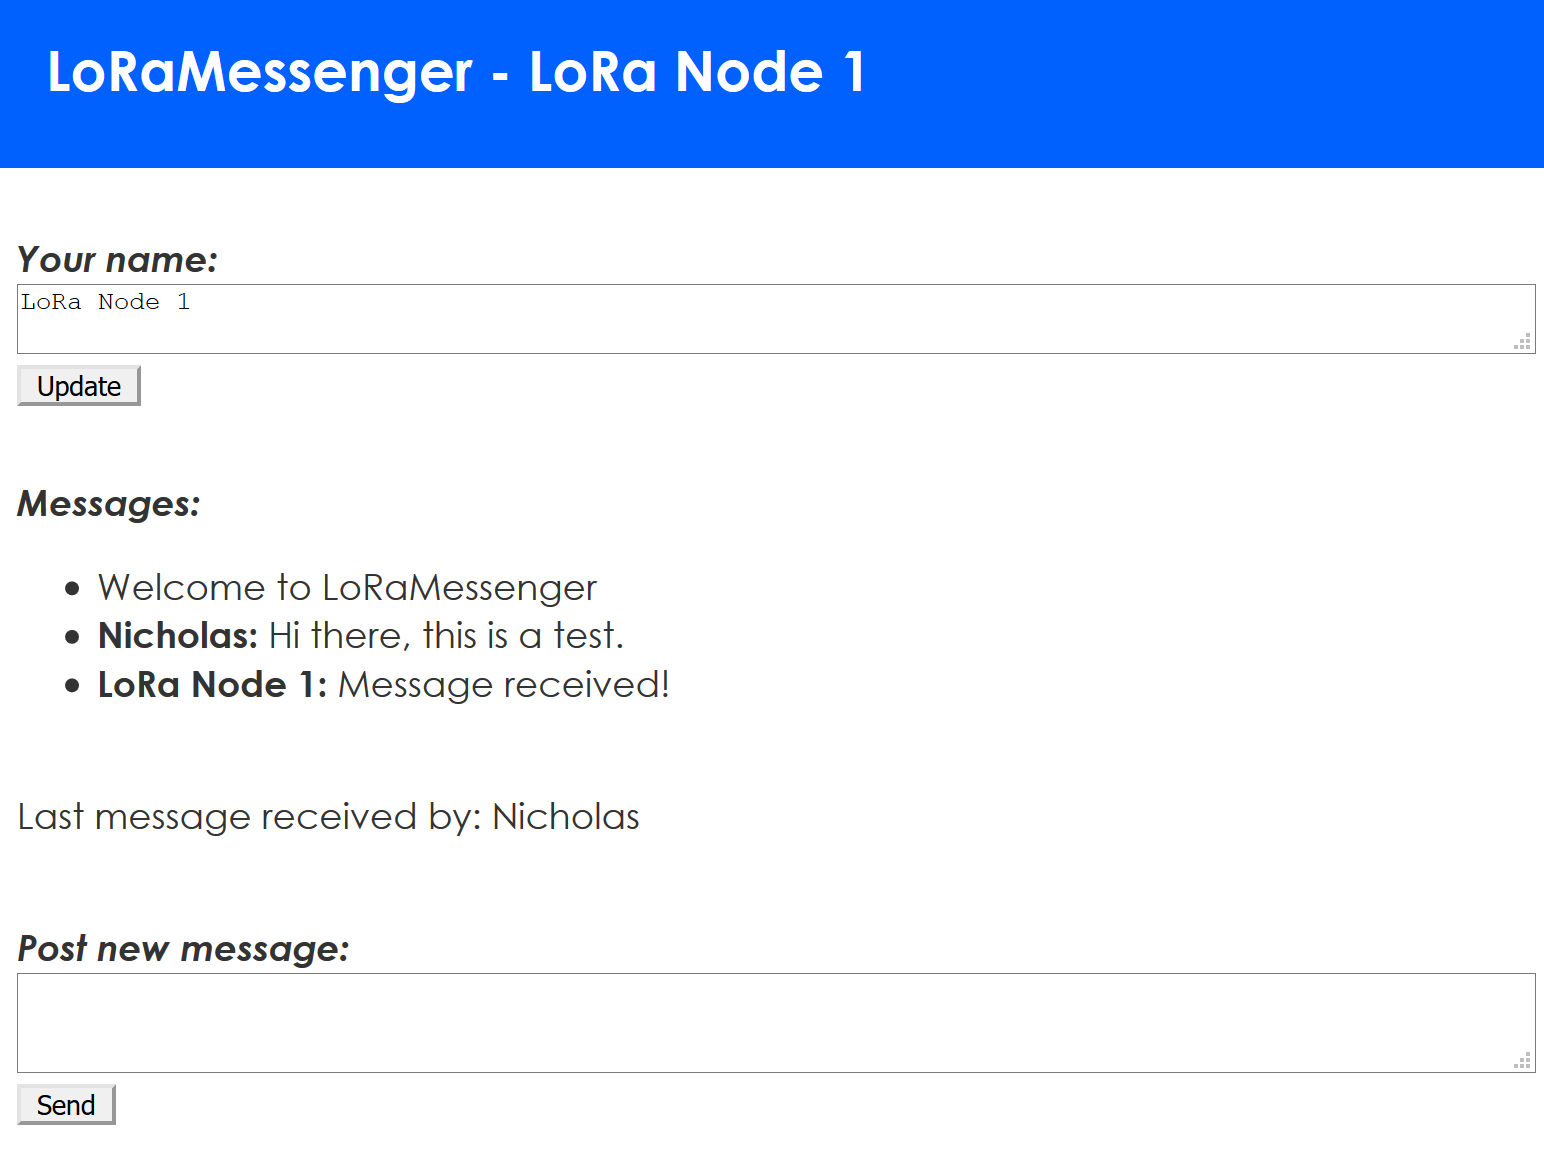 LoRaMessenger - LoRa Node 1
Your name:
LoRa Node 1
Update
Messages:
• Welcome to LoRaMessenger
• Nicholas: Hi there, this is a test.
• LoRa Node 1: Message received!
Last message received by: Nicholas
Post new message:
Send